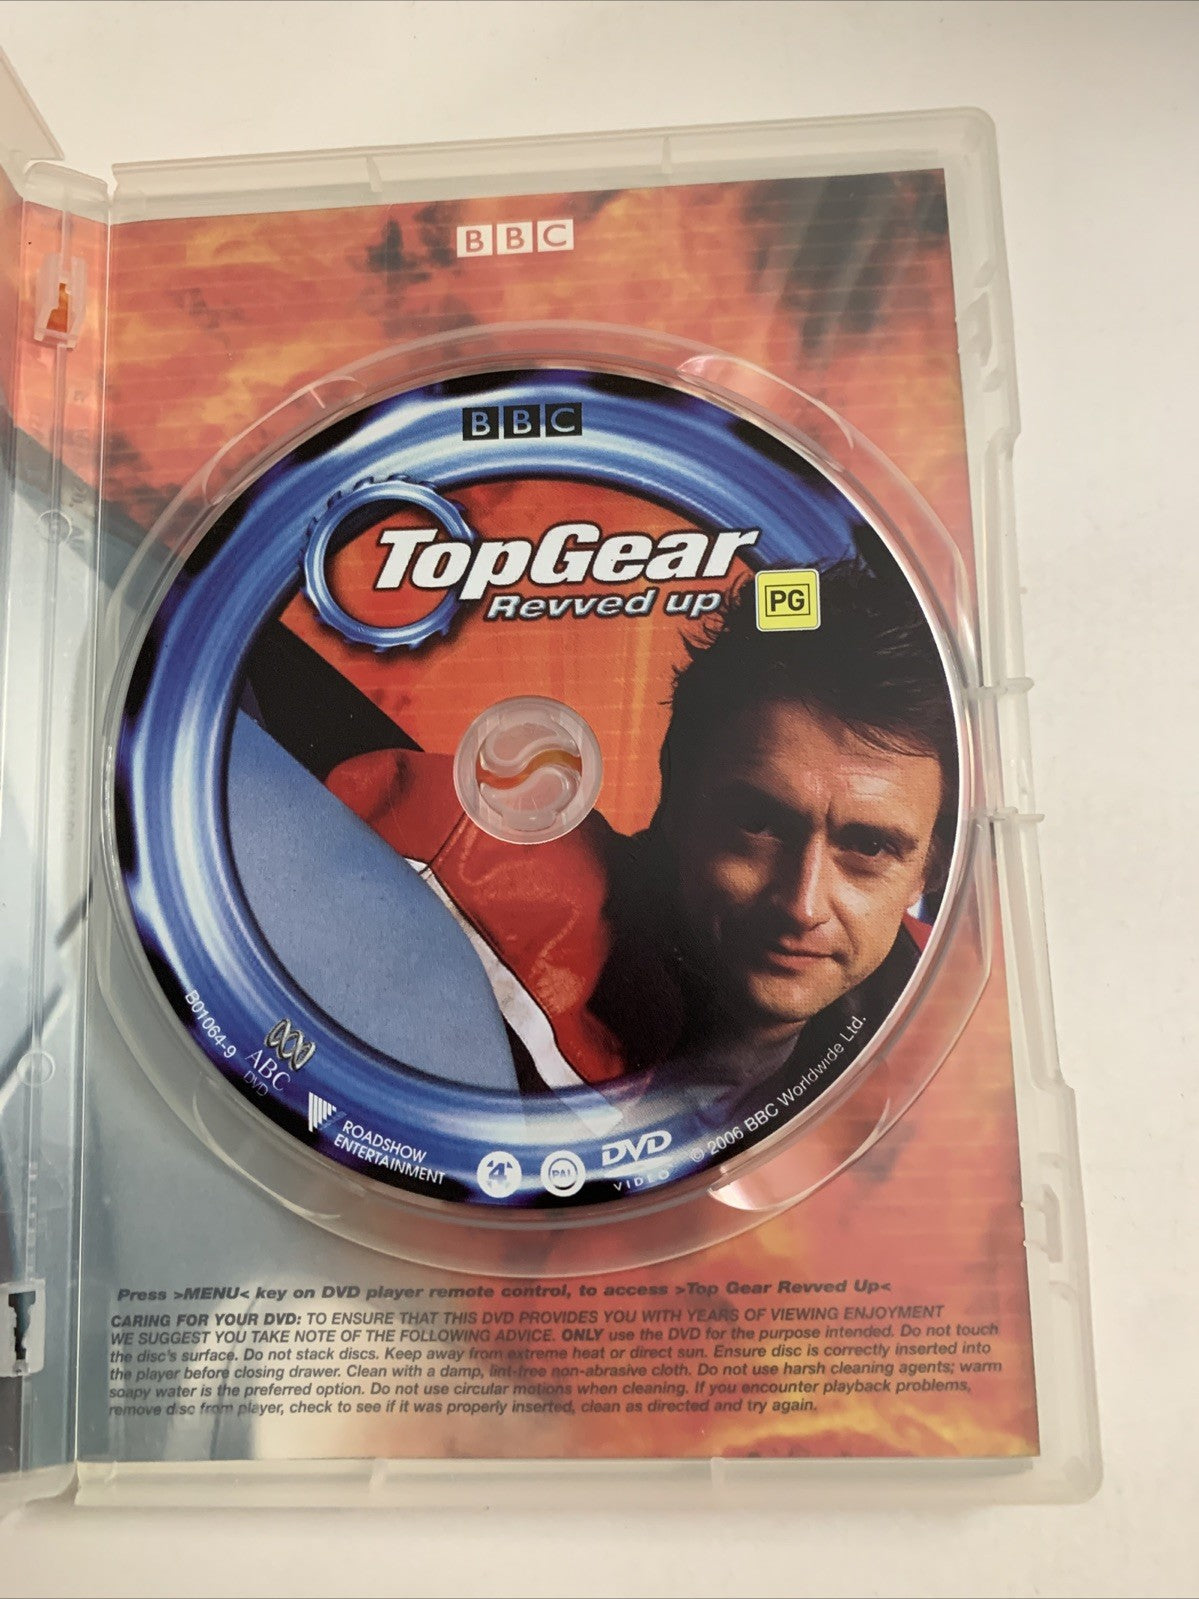 BBC
BBC
TopGear
Revved up
PG
B01064-9
ABC
DVD
ROADSHOW
ENTERTAINMENT
4
PAL
DVD
VIDEO
© 2006 BBC Worldwide Ltd.
Press >MENU< key on DVD player remote control, to access >Top Gear Revved Up<
CARING FOR YOUR DVD: TO ENSURE THAT THIS DVD PROVIDES YOU WITH YEARS OF VIEWING ENJOYMENT
WE SUGGEST YOU TAKE NOTE OF THE FOLLOWING ADVICE. ONLY use the DVD for the purpose intended. Do not touch
the disc's surface. Do not stack discs. Keep away from extreme heat or direct sun. Ensure disc is correctly inserted into
the player before closing drawer. Clean with a damp, lint-free non-abrasive cloth. Do not use harsh cleaning agents; warm
soapy water is the preferred option. Do not use circular motions when cleaning. If you encounter playback problems,
remove disc from player, check to see if it was properly inserted, clean as directed and try again.